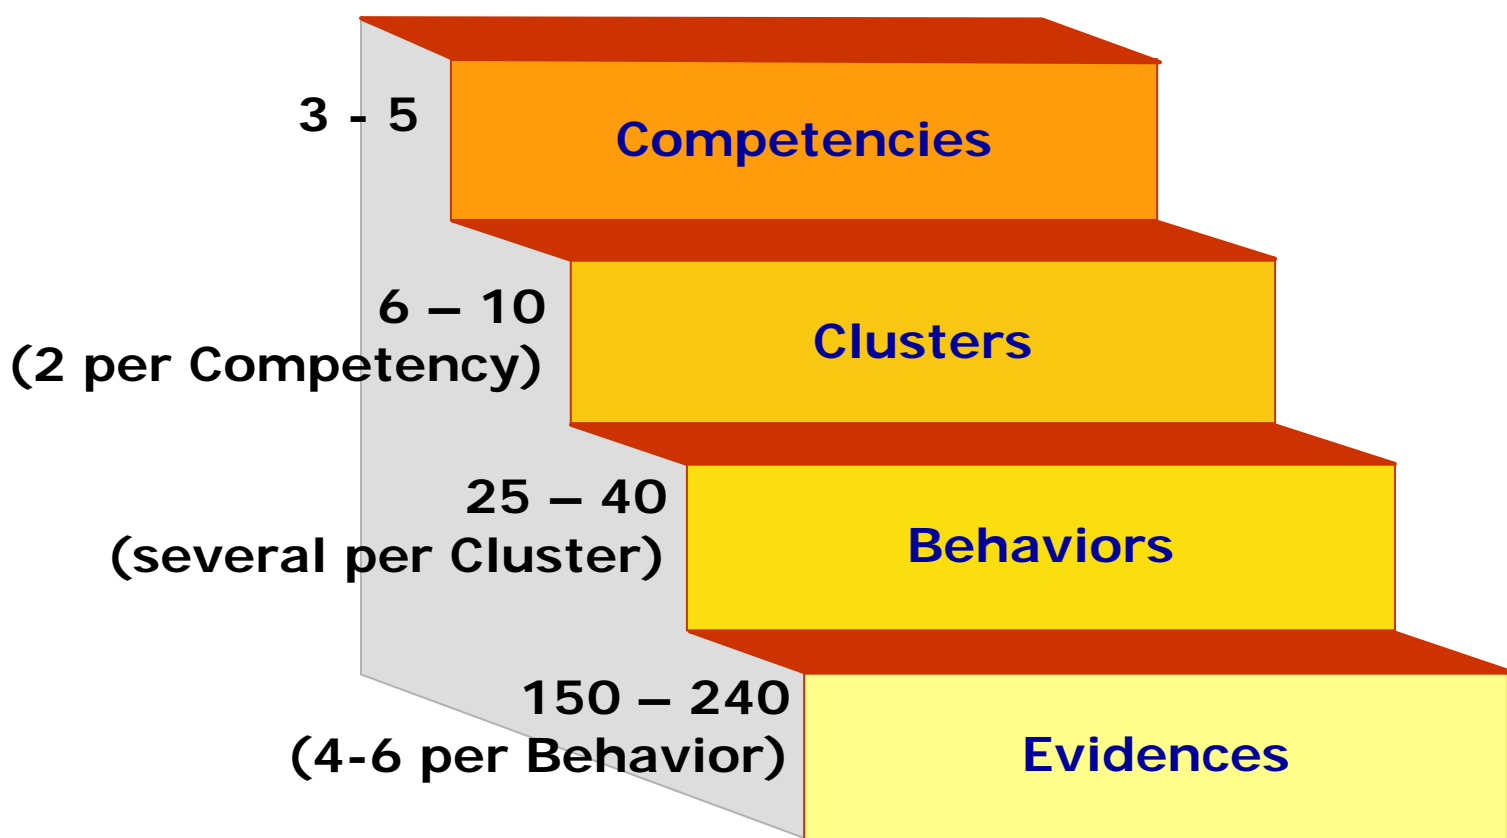 3 - 5
Competencies
6 – 10
(2 per Competency)
Clusters
25 – 40
(several per Cluster)
Behaviors
150 – 240
(4-6 per Behavior)
Evidences